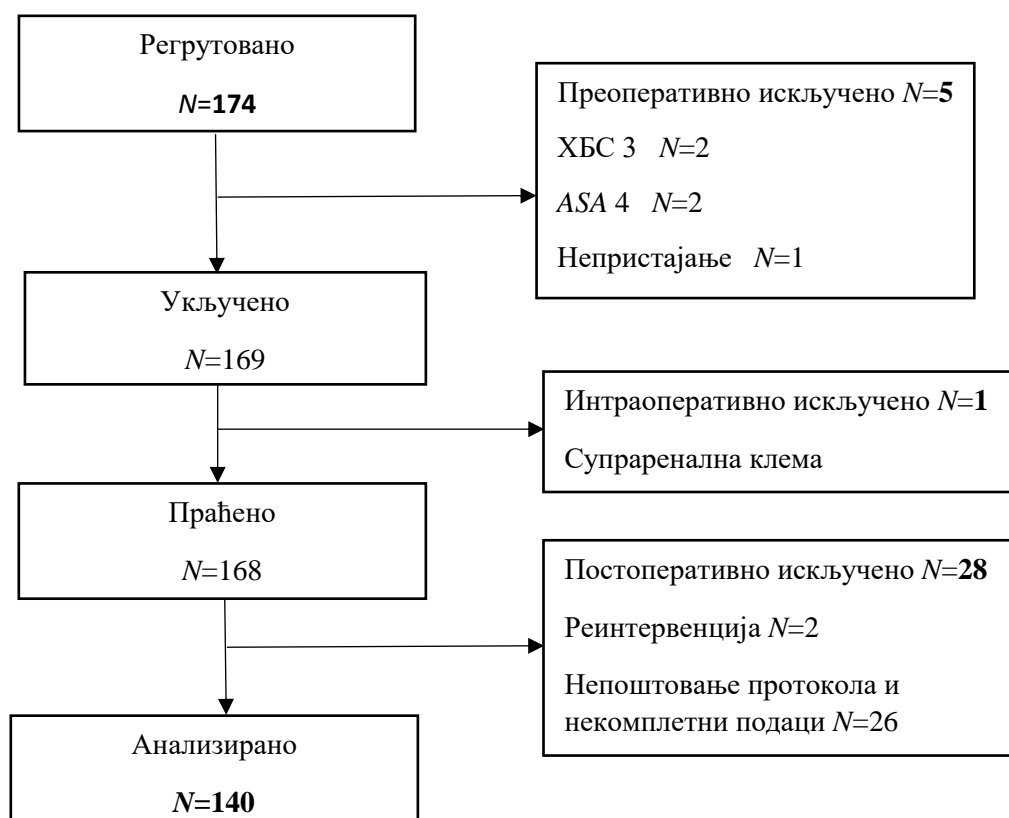 Регрутовано
N=174
Преоперативно искључено N=5
ХБС 3 N=2
ASA 4 N=2
Непристајање N=1
Укључено
N=169
Интраоперативно искључено N=1
Супраренална клема
Праћено
N=168
Постоперативно искључено N=28
Реинтервенција N=2
Непоштовање протокола и
некомплетни подаци N=26
Анализирано
N=140